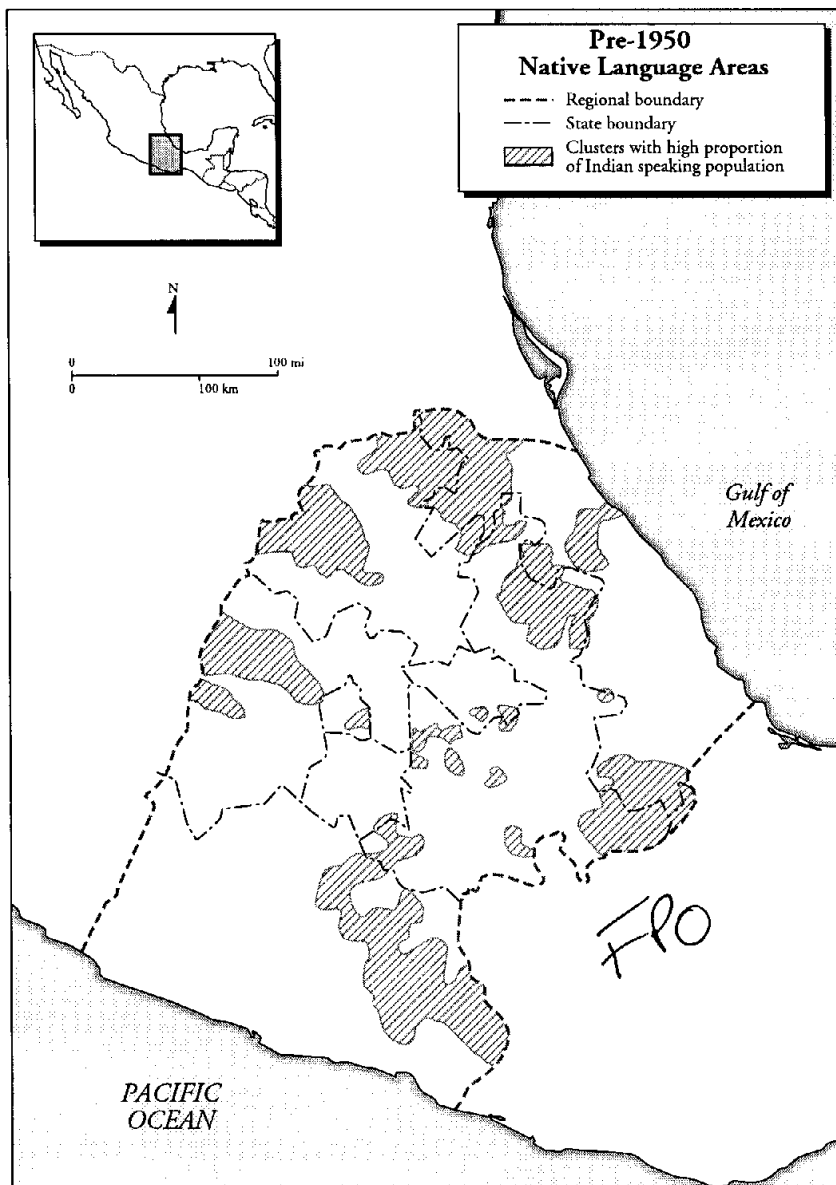 Pre-1950
Native Language Areas
Regional boundary
State boundary
Clusters with high proportion
of Indian speaking population
N
0 100 mi
0 100 km
Gulf of
Mexico
FPO
PACIFIC
OCEAN